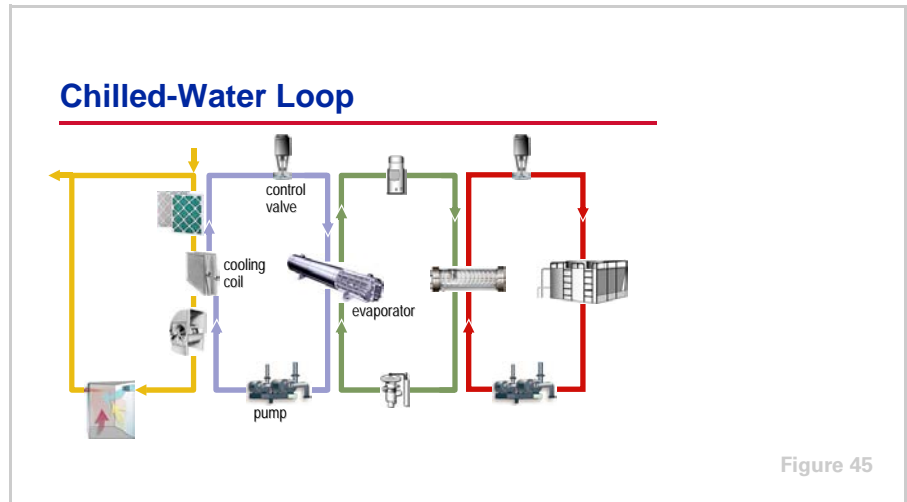 Chilled-Water Loop
control
valve
cooling
coil
evaporator
pump
Figure 45